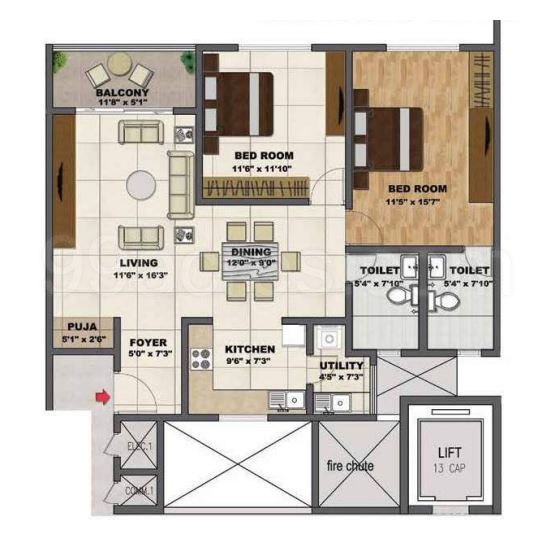 BALCONY
11'8" x 5'1"
BED ROOM
11'6" x 11'10"
BED ROOM
11'5" x 15'7"
LIVING
11'6" x 16'3"
DINING
12'0" x 9'0"
TOILET
5'4" x 7'10"
TOILET
5'4" x 7'10"
PUJA
5'1" x 2'6"
FOYER
5'0" x 7'3"
KITCHEN
9'6" x 7'3"
UTILITY
4'5" x 7'3"
ELEC.1
COMM.1
fire chute
LIFT
13 CAP